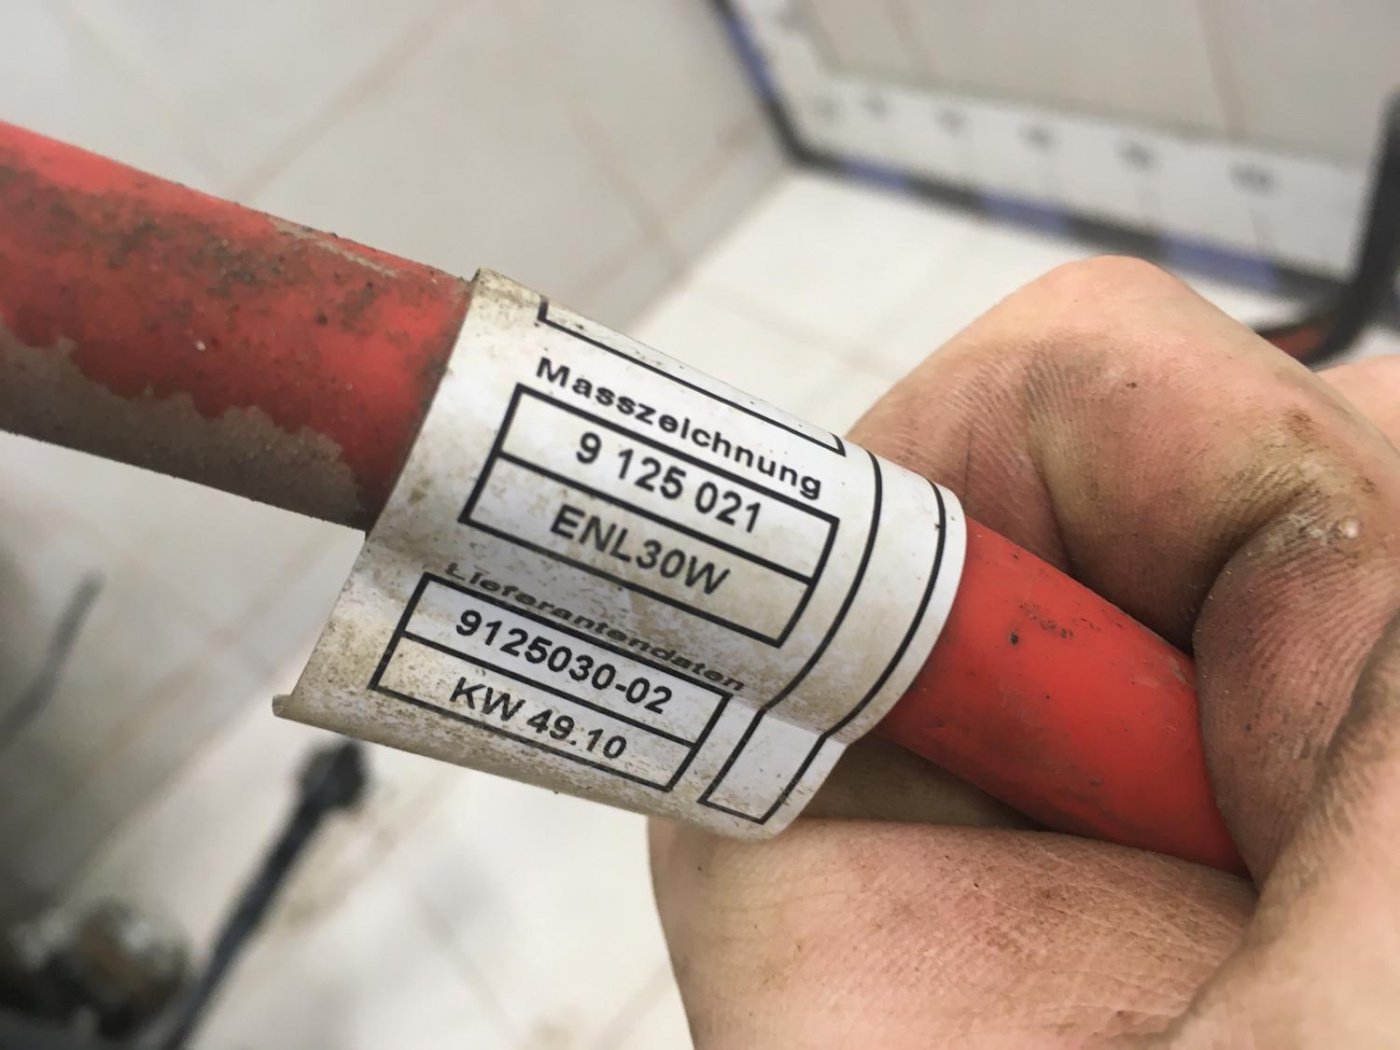 Masszeichnung
9 125 021
ENL30W
Lieferantendaten
9125030-02
KW 49.10